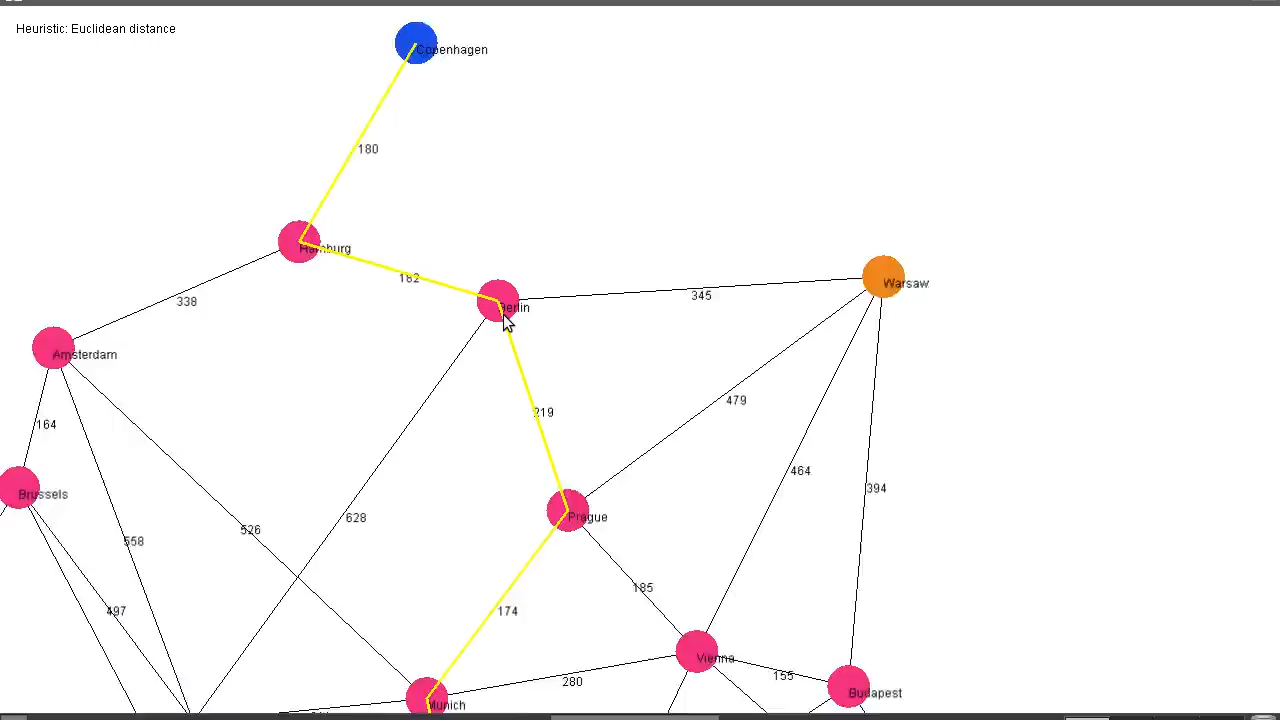 Heuristic: Euclidean distance
Copenhagen
180
Hamburg
162
Berlin
345
Warsaw
338
Amsterdam
219
479
164
464
394
Brussels
526
628
Prague
558
497
174
185
Vienna
280
155
Munich
Budapest